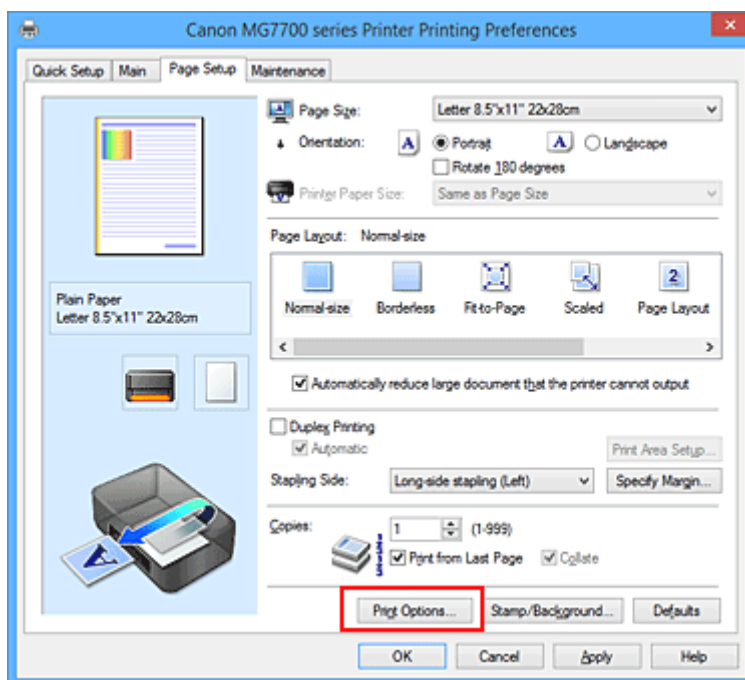 Canon MG7700 series Printer Printing Preferences
Quick Setup Main Page Setup Maintenance
Page Size: Letter 8.5"x11" 22x28cm
Orientation: A Portrait A Landscape
Rotate 180 degrees
Printer Paper Size: Same as Page Size
Page Layout: Normal-size
2
Normal-size Borderless Fit-to-Page Scaled Page Layout
Plain Paper
Letter 8.5"x11" 22x28cm
Automatically reduce large document that the printer cannot output
Duplex Printing
Automatic Print Area Setup...
Stapling Side: Long-side stapling (Left) Specify Margin...
Copies: 1 (1-999)
Print from Last Page Collate
A
Print Options... Stamp/Background... Defaults
OK Cancel Apply Help